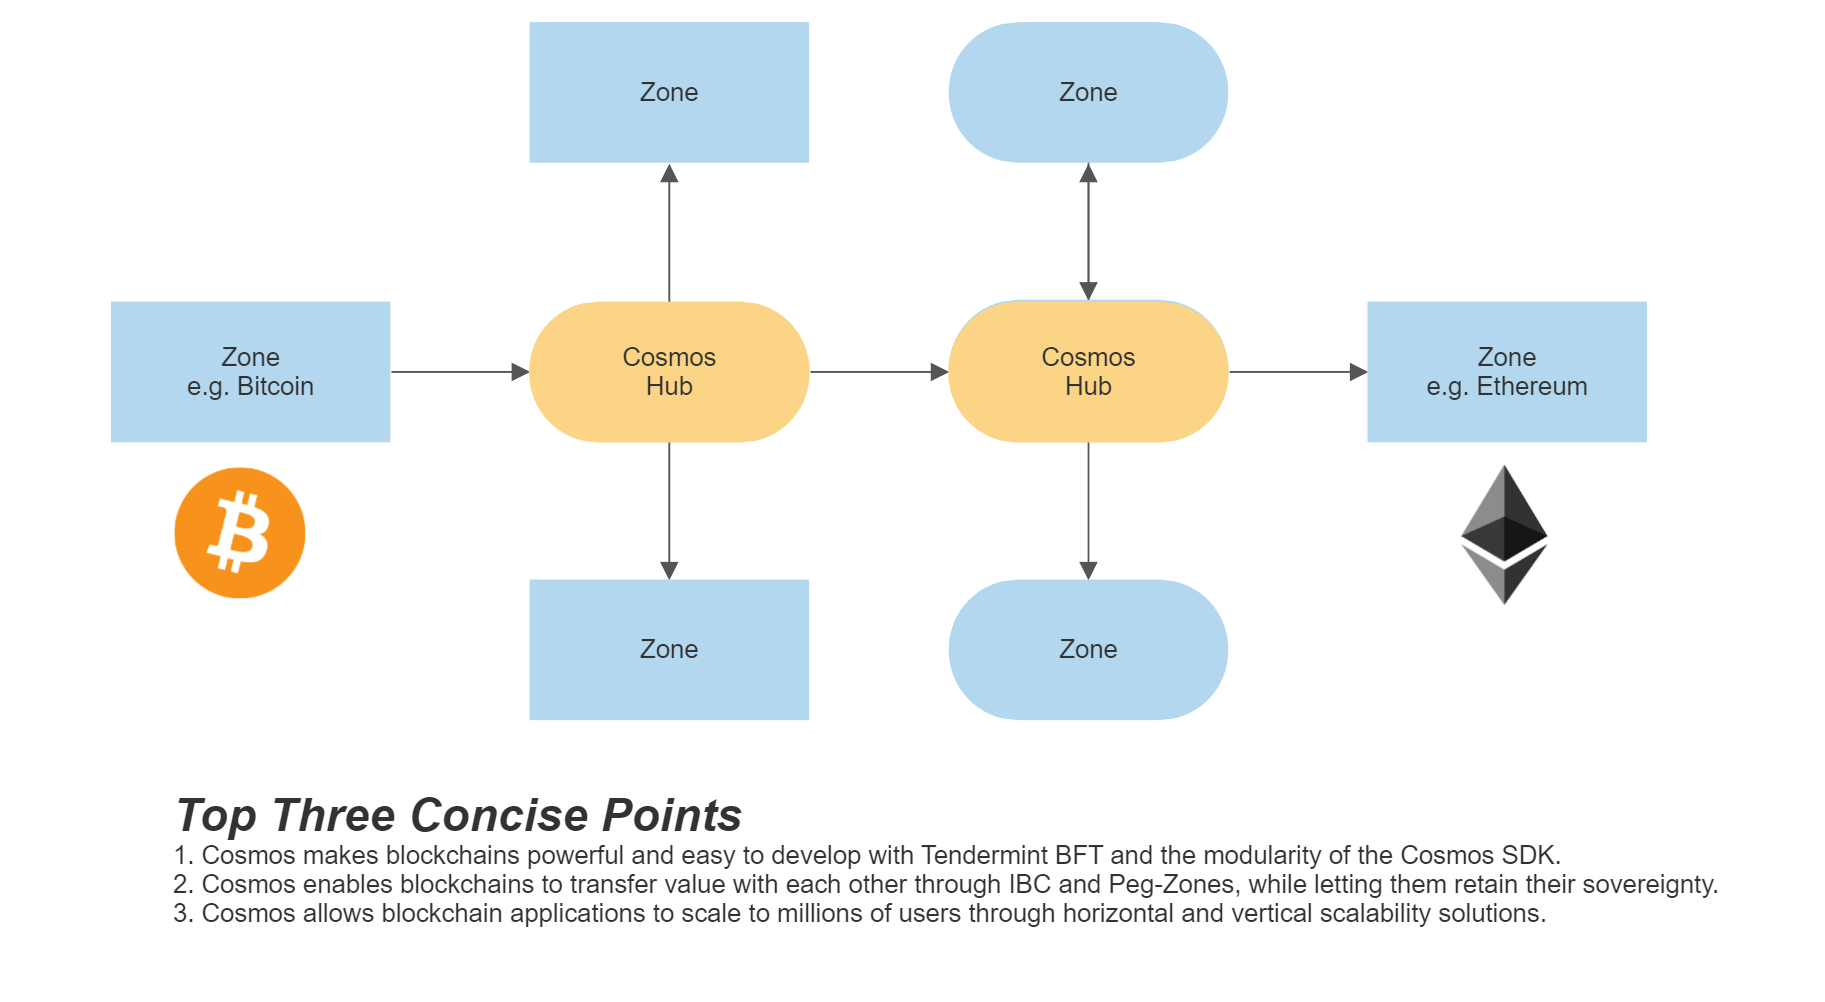 Zone
Zone
Zone
e.g. Bitcoin
Cosmos
Hub
Cosmos
Hub
Zone
e.g. Ethereum
Zone
Zone
Top Three Concise Points
1. Cosmos makes blockchains powerful and easy to develop with Tendermint BFT and the modularity of the Cosmos SDK.
2. Cosmos enables blockchains to transfer value with each other through IBC and Peg-Zones, while letting them retain their sovereignty.
3. Cosmos allows blockchain applications to scale to millions of users through horizontal and vertical scalability solutions.